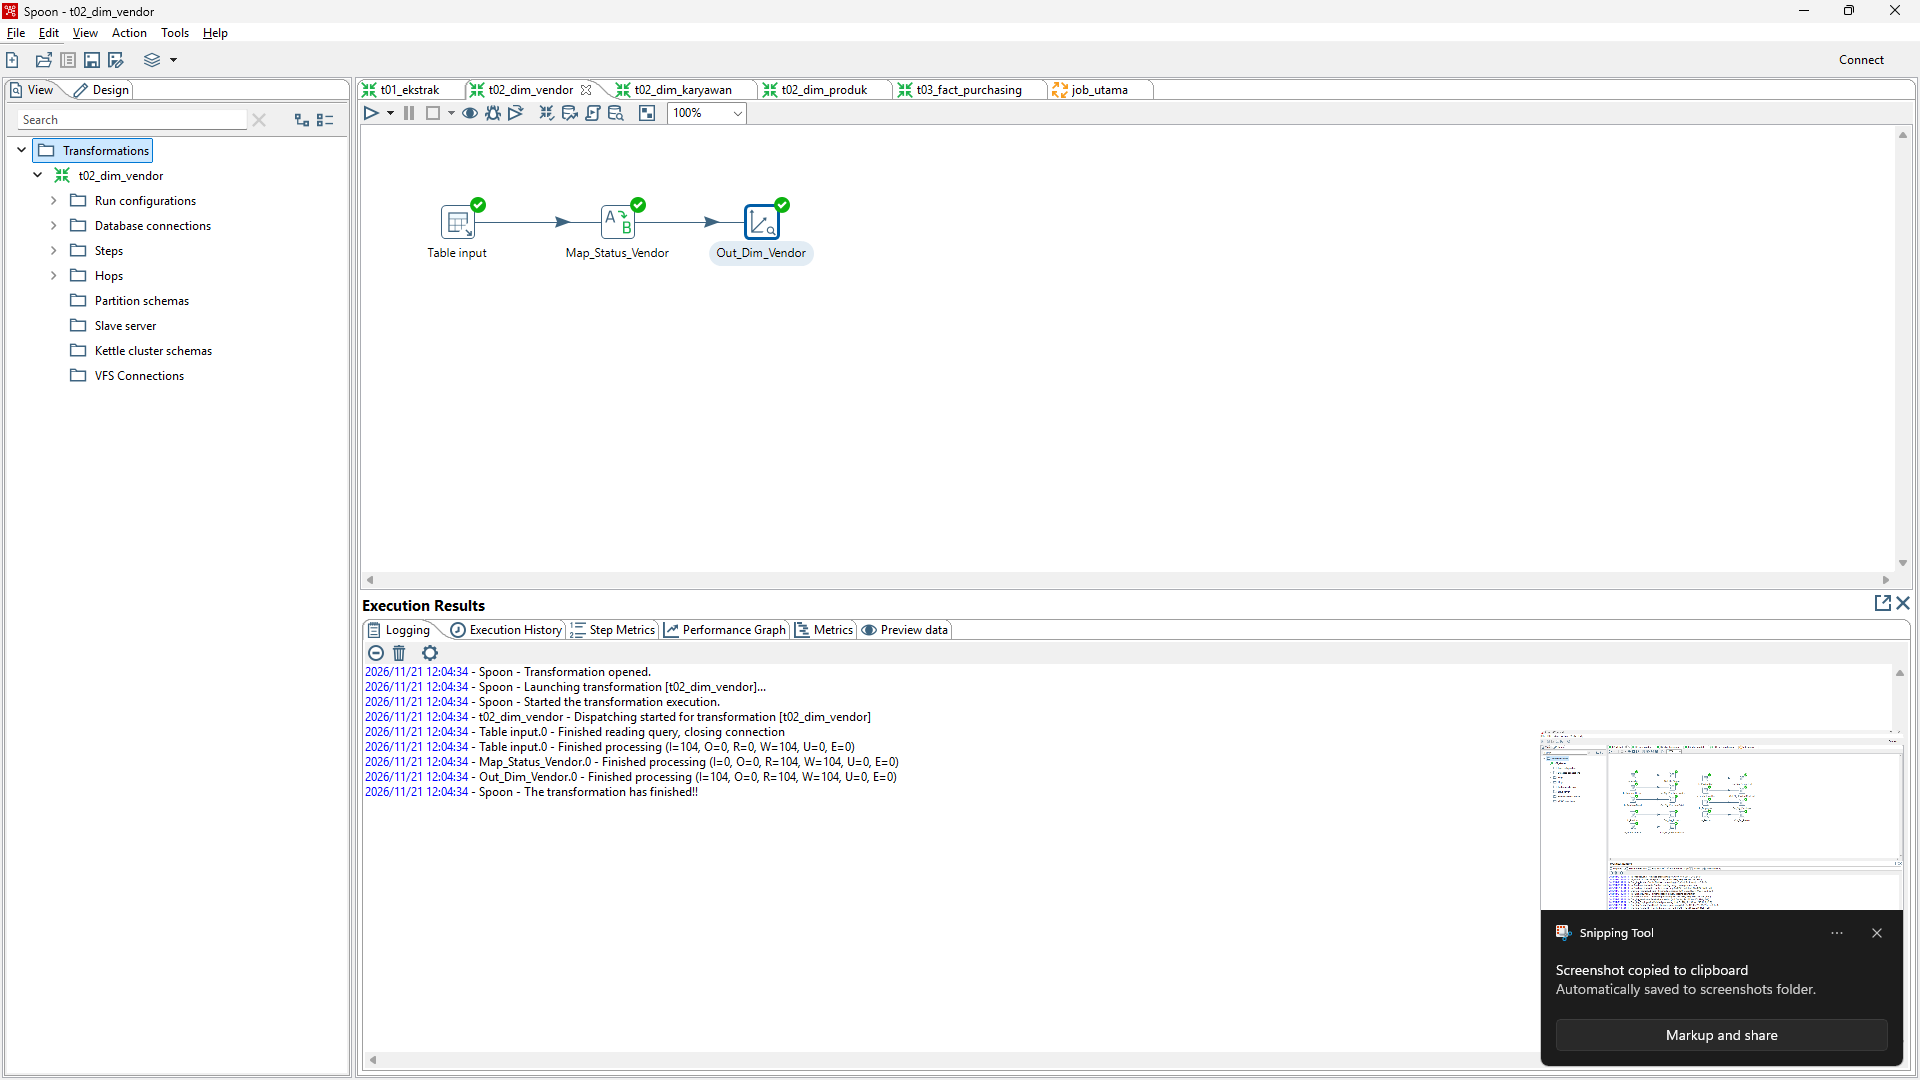 Spoon - t02_dim_vendor
File Edit View Action Tools Help
Connect
View Design
Search
Transformations
t02_dim_vendor
Run configurations
Database connections
Steps
Hops
Partition schemas
Slave server
Kettle cluster schemas
VFS Connections
t01_ekstrak t02_dim_vendor t02_dim_karyawan t02_dim_produk t03_fact_purchasing job_utama
100%
Table input Map_Status_Vendor Out_Dim_Vendor
Execution Results
Logging Execution History Step Metrics Performance Graph Metrics Preview data
2026/11/21 12:04:34 - Spoon - Transformation opened.
2026/11/21 12:04:34 - Spoon - Launching transformation [t02_dim_vendor]...
2026/11/21 12:04:34 - Spoon - Started the transformation execution.
2026/11/21 12:04:34 - t02_dim_vendor - Dispatching started for transformation [t02_dim_vendor]
2026/11/21 12:04:34 - Table input.0 - Finished reading query, closing connection
2026/11/21 12:04:34 - Table input.0 - Finished processing (I=104, O=0, R=0, W=104, U=0, E=0)
2026/11/21 12:04:34 - Map_Status_Vendor.0 - Finished processing (I=0, O=0, R=104, W=104, U=0, E=0)
2026/11/21 12:04:34 - Out_Dim_Vendor.0 - Finished processing (I=104, O=0, R=104, W=104, U=0, E=0)
2026/11/21 12:04:34 - Spoon - The transformation has finished!!
Snipping Tool
Screenshot copied to clipboard
Automatically saved to screenshots folder.
Markup and share